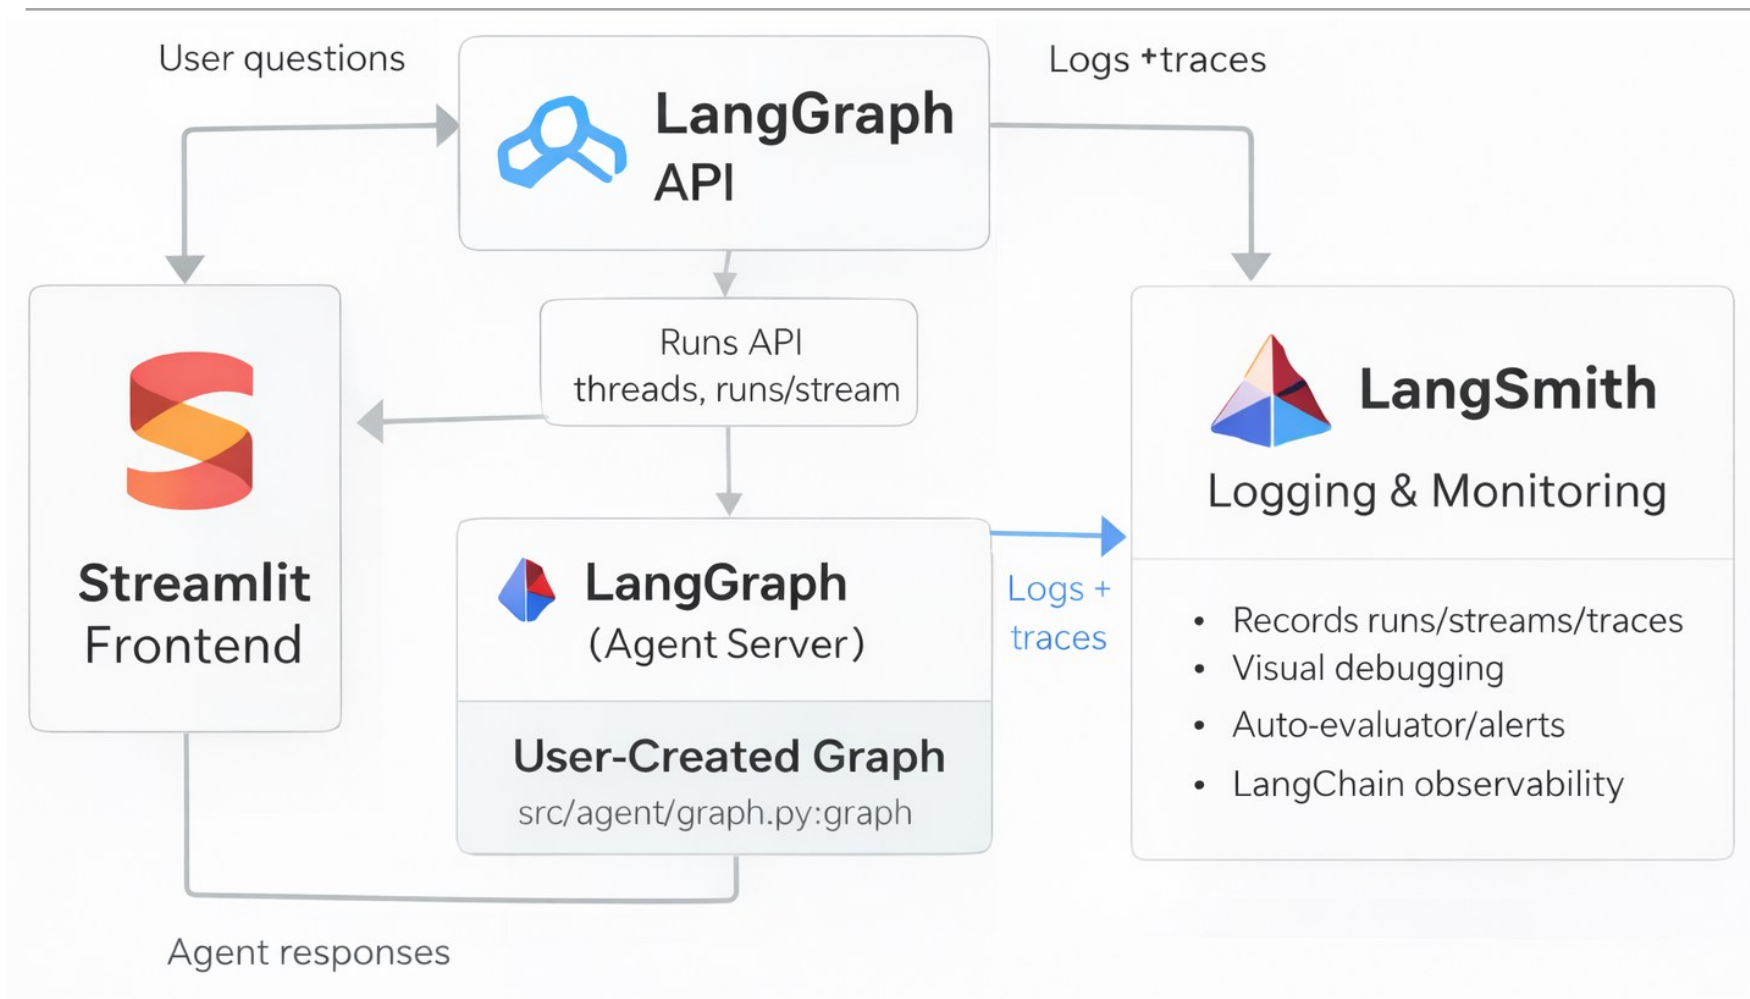 User questions
LangGraph
API
Logs +traces
Runs API
threads, runs/stream
Streamlit
Frontend
LangGraph
(Agent Server)
User-Created Graph
src/agent/graph.py:graph
Logs +
traces
LangSmith
Logging & Monitoring
• Records runs/streams/traces
• Visual debugging
• Auto-evaluator/alerts
• LangChain observability
Agent responses